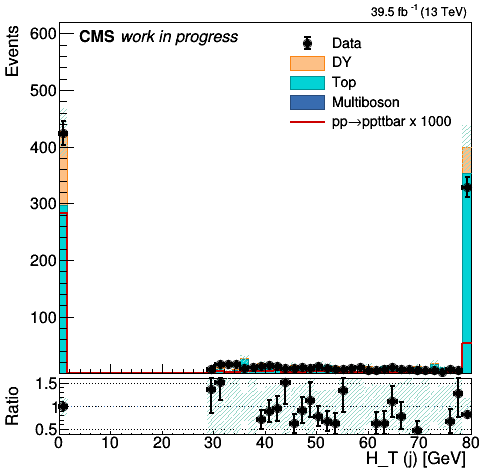 39.5 fb⁻¹ (13 TeV)
CMS work in progress
Events
600
500
400
300
200
100
Data
DY
Top
Multiboson
pp→ppttbar x 1000
Ratio
1.5
1
0.5
0 10 20 30 40 50 60 70 80
H_T (j) [GeV]